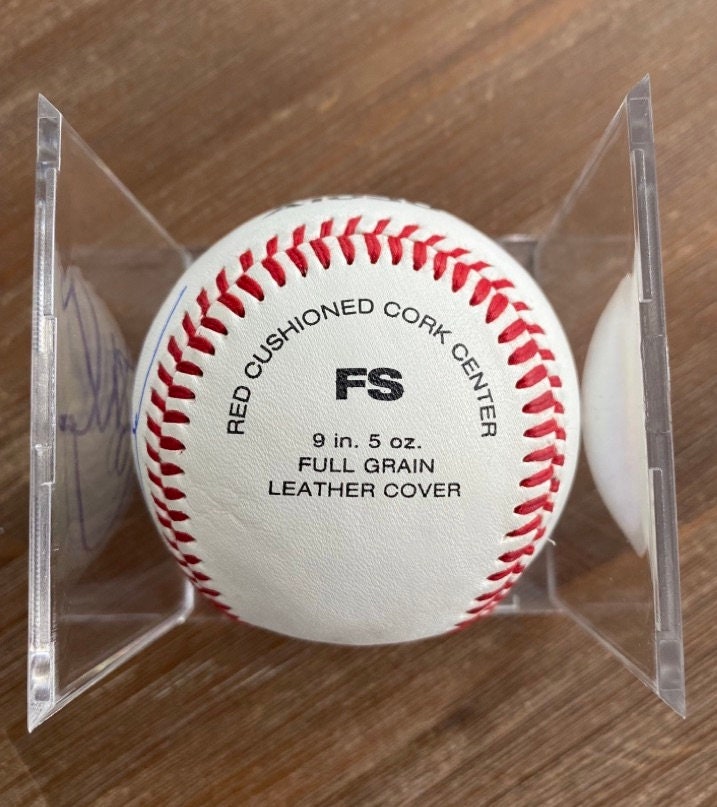 RED CUSHIONED CORK CENTER
FS
9 in. 5 oz.
FULL GRAIN
LEATHER COVER